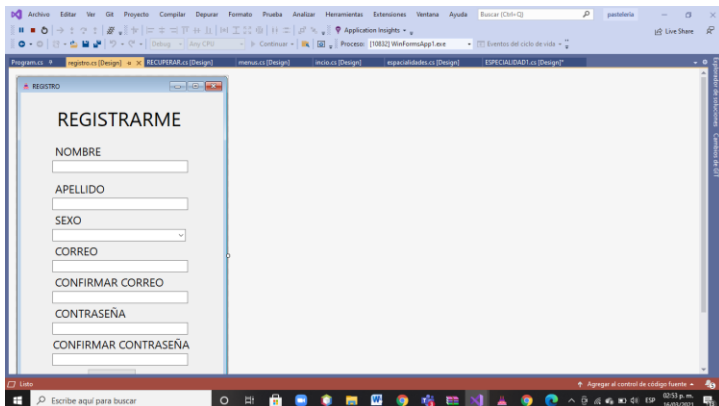 Archivo Editar Ver Git Proyecto Compilar Depurar Formato Prueba Analizar Herramientas Extensiones Ventana Ayuda Buscar (Ctrl+Q) pasteleria
Application Insights Live Share
Debug Any CPU Continuar Proceso: [10832] WinFormsApp1.exe Eventos del ciclo de vida
Program.cs registro.cs [Design] RECUPERAR.cs [Design] menus.cs [Design] incio.cs [Design] espacialidades.cs [Design] ESPECIALIDAD1.cs [Design]*
Explorador de soluciones Cambios de GIT
REGISTRO
REGISTRARME
NOMBRE
APELLIDO
SEXO
CORREO
CONFIRMAR CORREO
CONTRASEÑA
CONFIRMAR CONTRASEÑA
Listo Agregar al control de código fuente
Escribe aquí para buscar ESP 02:53 p. m.
16/03/2021